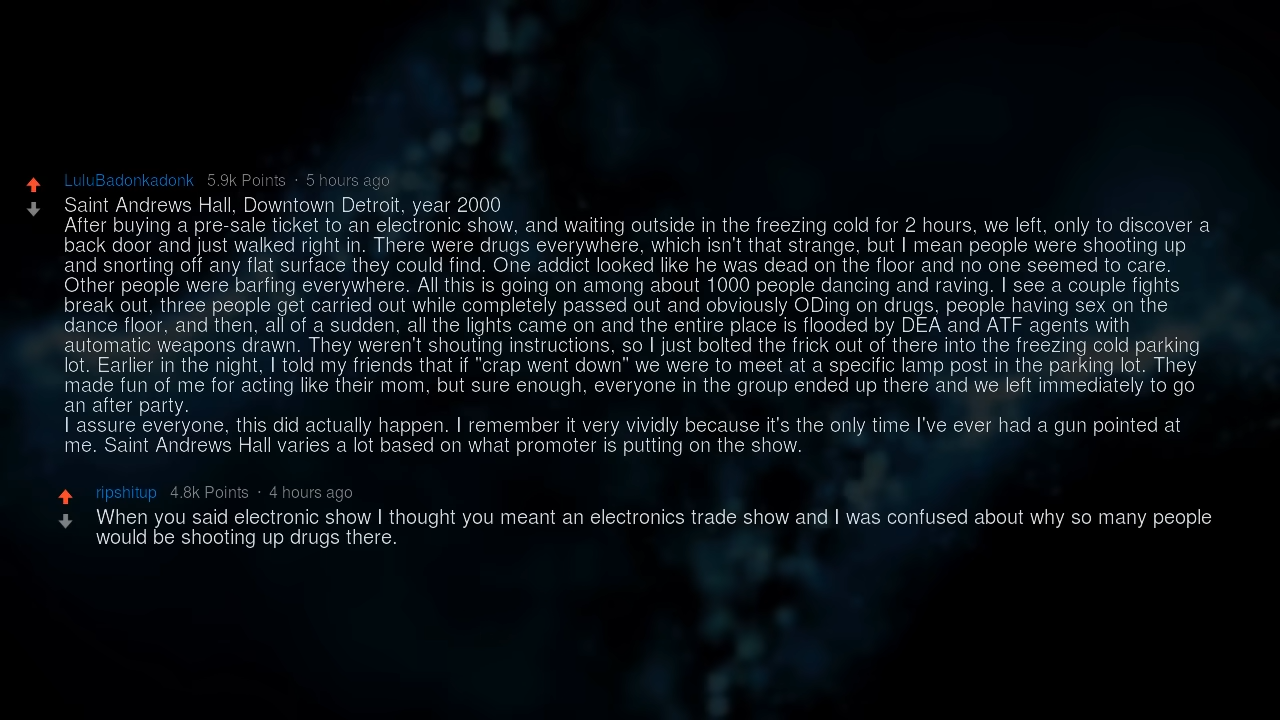 LuluBadonkadonk 5.9k Points · 5 hours ago
Saint Andrews Hall, Downtown Detroit, year 2000
After buying a pre-sale ticket to an electronic show, and waiting outside in the freezing cold for 2 hours, we left, only to discover a
back door and just walked right in. There were drugs everywhere, which isn't that strange, but I mean people were shooting up
and snorting off any flat surface they could find. One addict looked like he was dead on the floor and no one seemed to care.
Other people were barfing everywhere. All this is going on among about 1000 people dancing and raving. I see a couple fights
break out, three people get carried out while completely passed out and obviously ODing on drugs, people having sex on the
dance floor, and then, all of a sudden, all the lights came on and the entire place is flooded by DEA and ATF agents with
automatic weapons drawn. They weren't shouting instructions, so I just bolted the frick out of there into the freezing cold parking
lot. Earlier in the night, I told my friends that if "crap went down" we were to meet at a specific lamp post in the parking lot. They
made fun of me for acting like their mom, but sure enough, everyone in the group ended up there and we left immediately to go
an after party.
I assure everyone, this did actually happen. I remember it very vividly because it's the only time I've ever had a gun pointed at
me. Saint Andrews Hall varies a lot based on what promoter is putting on the show.
ripshitup 4.8k Points · 4 hours ago
When you said electronic show I thought you meant an electronics trade show and I was confused about why so many people
would be shooting up drugs there.